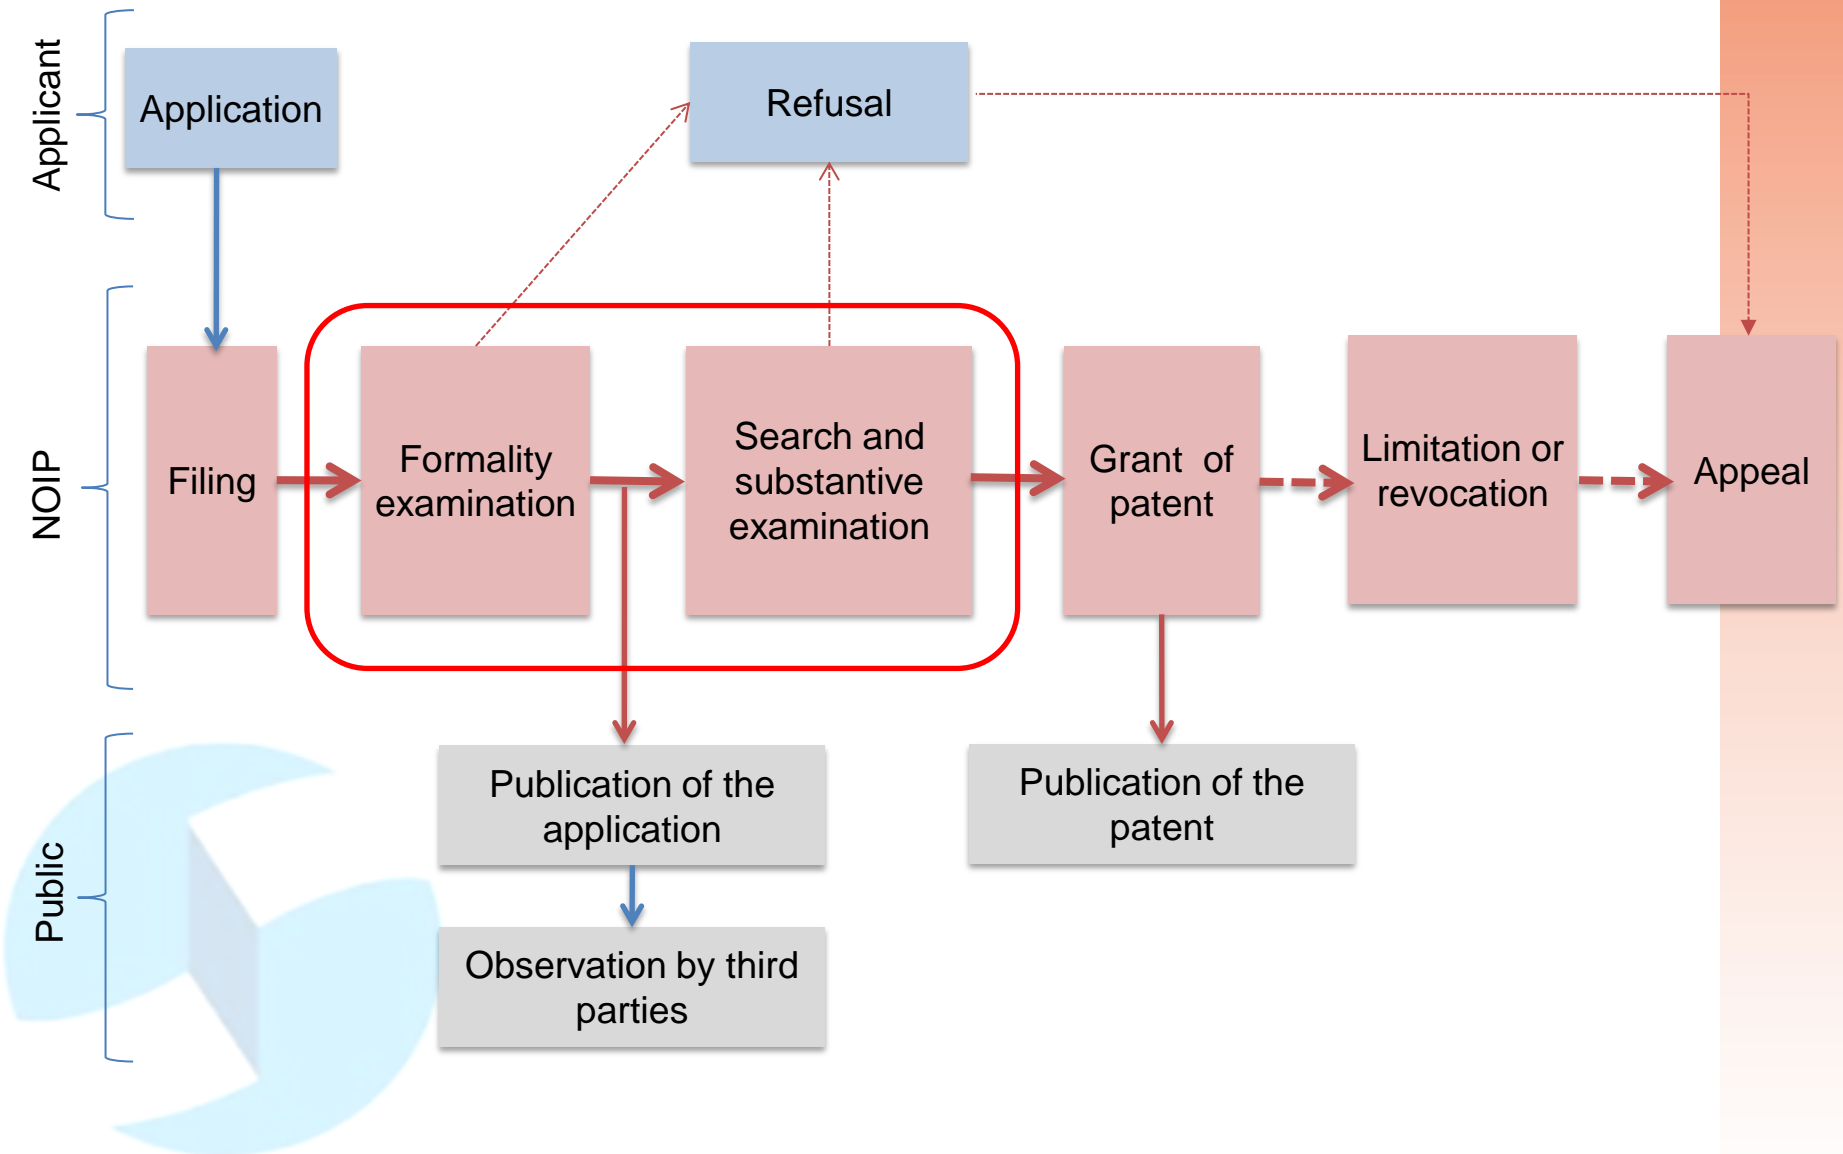 Applicant
Application
Refusal
NOIP
Filing
Formality
examination
Search and
substantive
examination
Grant of
patent
Limitation or
revocation
Appeal
Public
Publication of the
application
Publication of the
patent
Observation by third
parties